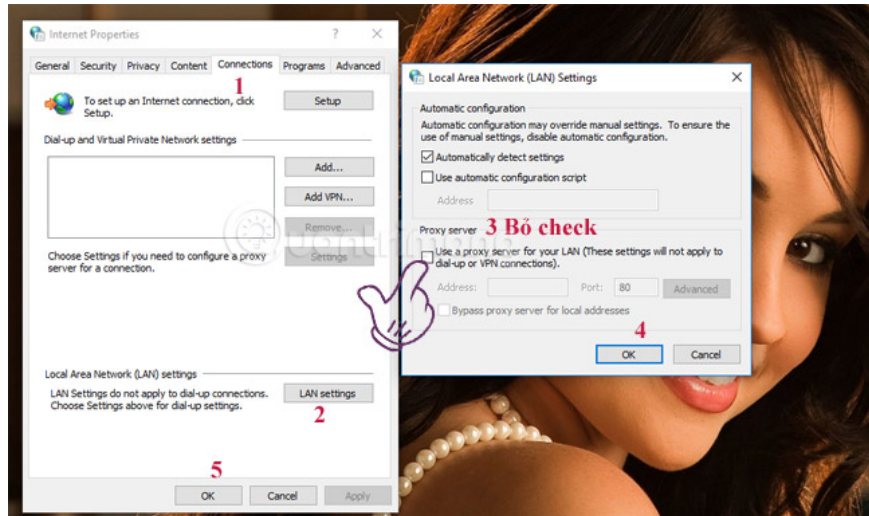 Internet Properties
General Security Privacy Content Connections Programs Advanced
1
To set up an Internet connection, click
Setup.
Setup
Dial-up and Virtual Private Network settings
Add...
Add VPN...
Remove...
Choose Settings if you need to configure a proxy
server for a connection.
Settings
Local Area Network (LAN) settings
LAN Settings do not apply to dial-up connections.
Choose Settings above for dial-up settings.
LAN settings
2
5
OK Cancel Apply
Local Area Network (LAN) Settings
Automatic configuration
Automatic configuration may override manual settings. To ensure the
use of manual settings, disable automatic configuration.
Automatically detect settings
Use automatic configuration script
Address
Proxy server
3 Bỏ check
Use a proxy server for your LAN (These settings will not apply to
dial-up or VPN connections).
Address: Port: 80 Advanced
Bypass proxy server for local addresses
4
OK Cancel
Quantrimang